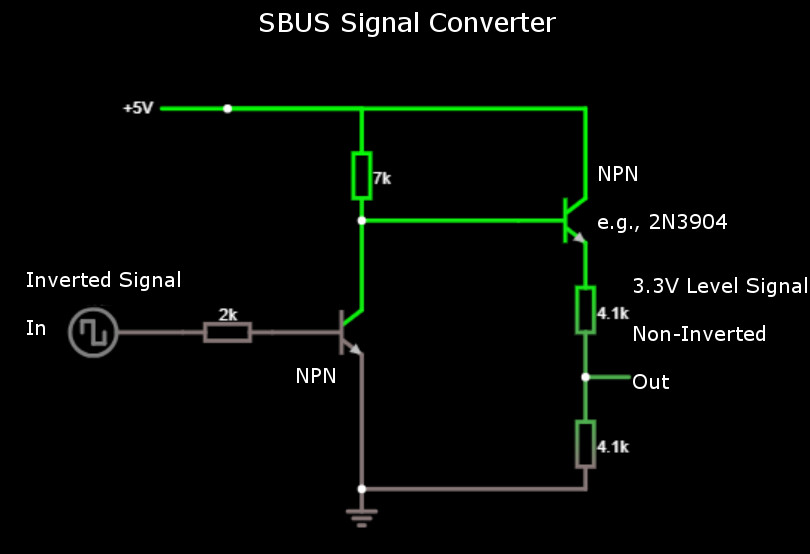 SBUS Signal Converter
+5V
7k
NPN
e.g., 2N3904
Inverted Signal
In
2k
NPN
3.3V Level Signal
4.1k
Non-Inverted
Out
4.1k